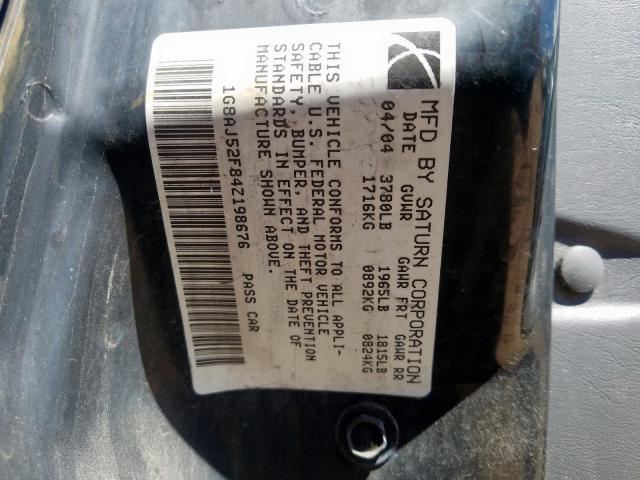 MFD BY SATURN CORPORATION
DATE GVWR GAWR FRT GAWR RR
04/04 3780LB 1965LB 1815LB
1716KG 0892KG 0824KG
THIS VEHICLE CONFORMS TO ALL APPLI-
CABLE U.S. FEDERAL MOTOR VEHICLE
SAFETY, BUMPER, AND THEFT PREVENTION
STANDARDS IN EFFECT ON THE DATE OF
MANUFACTURE SHOWN ABOVE.
1G8AJ52F84Z198676 PASS CAR